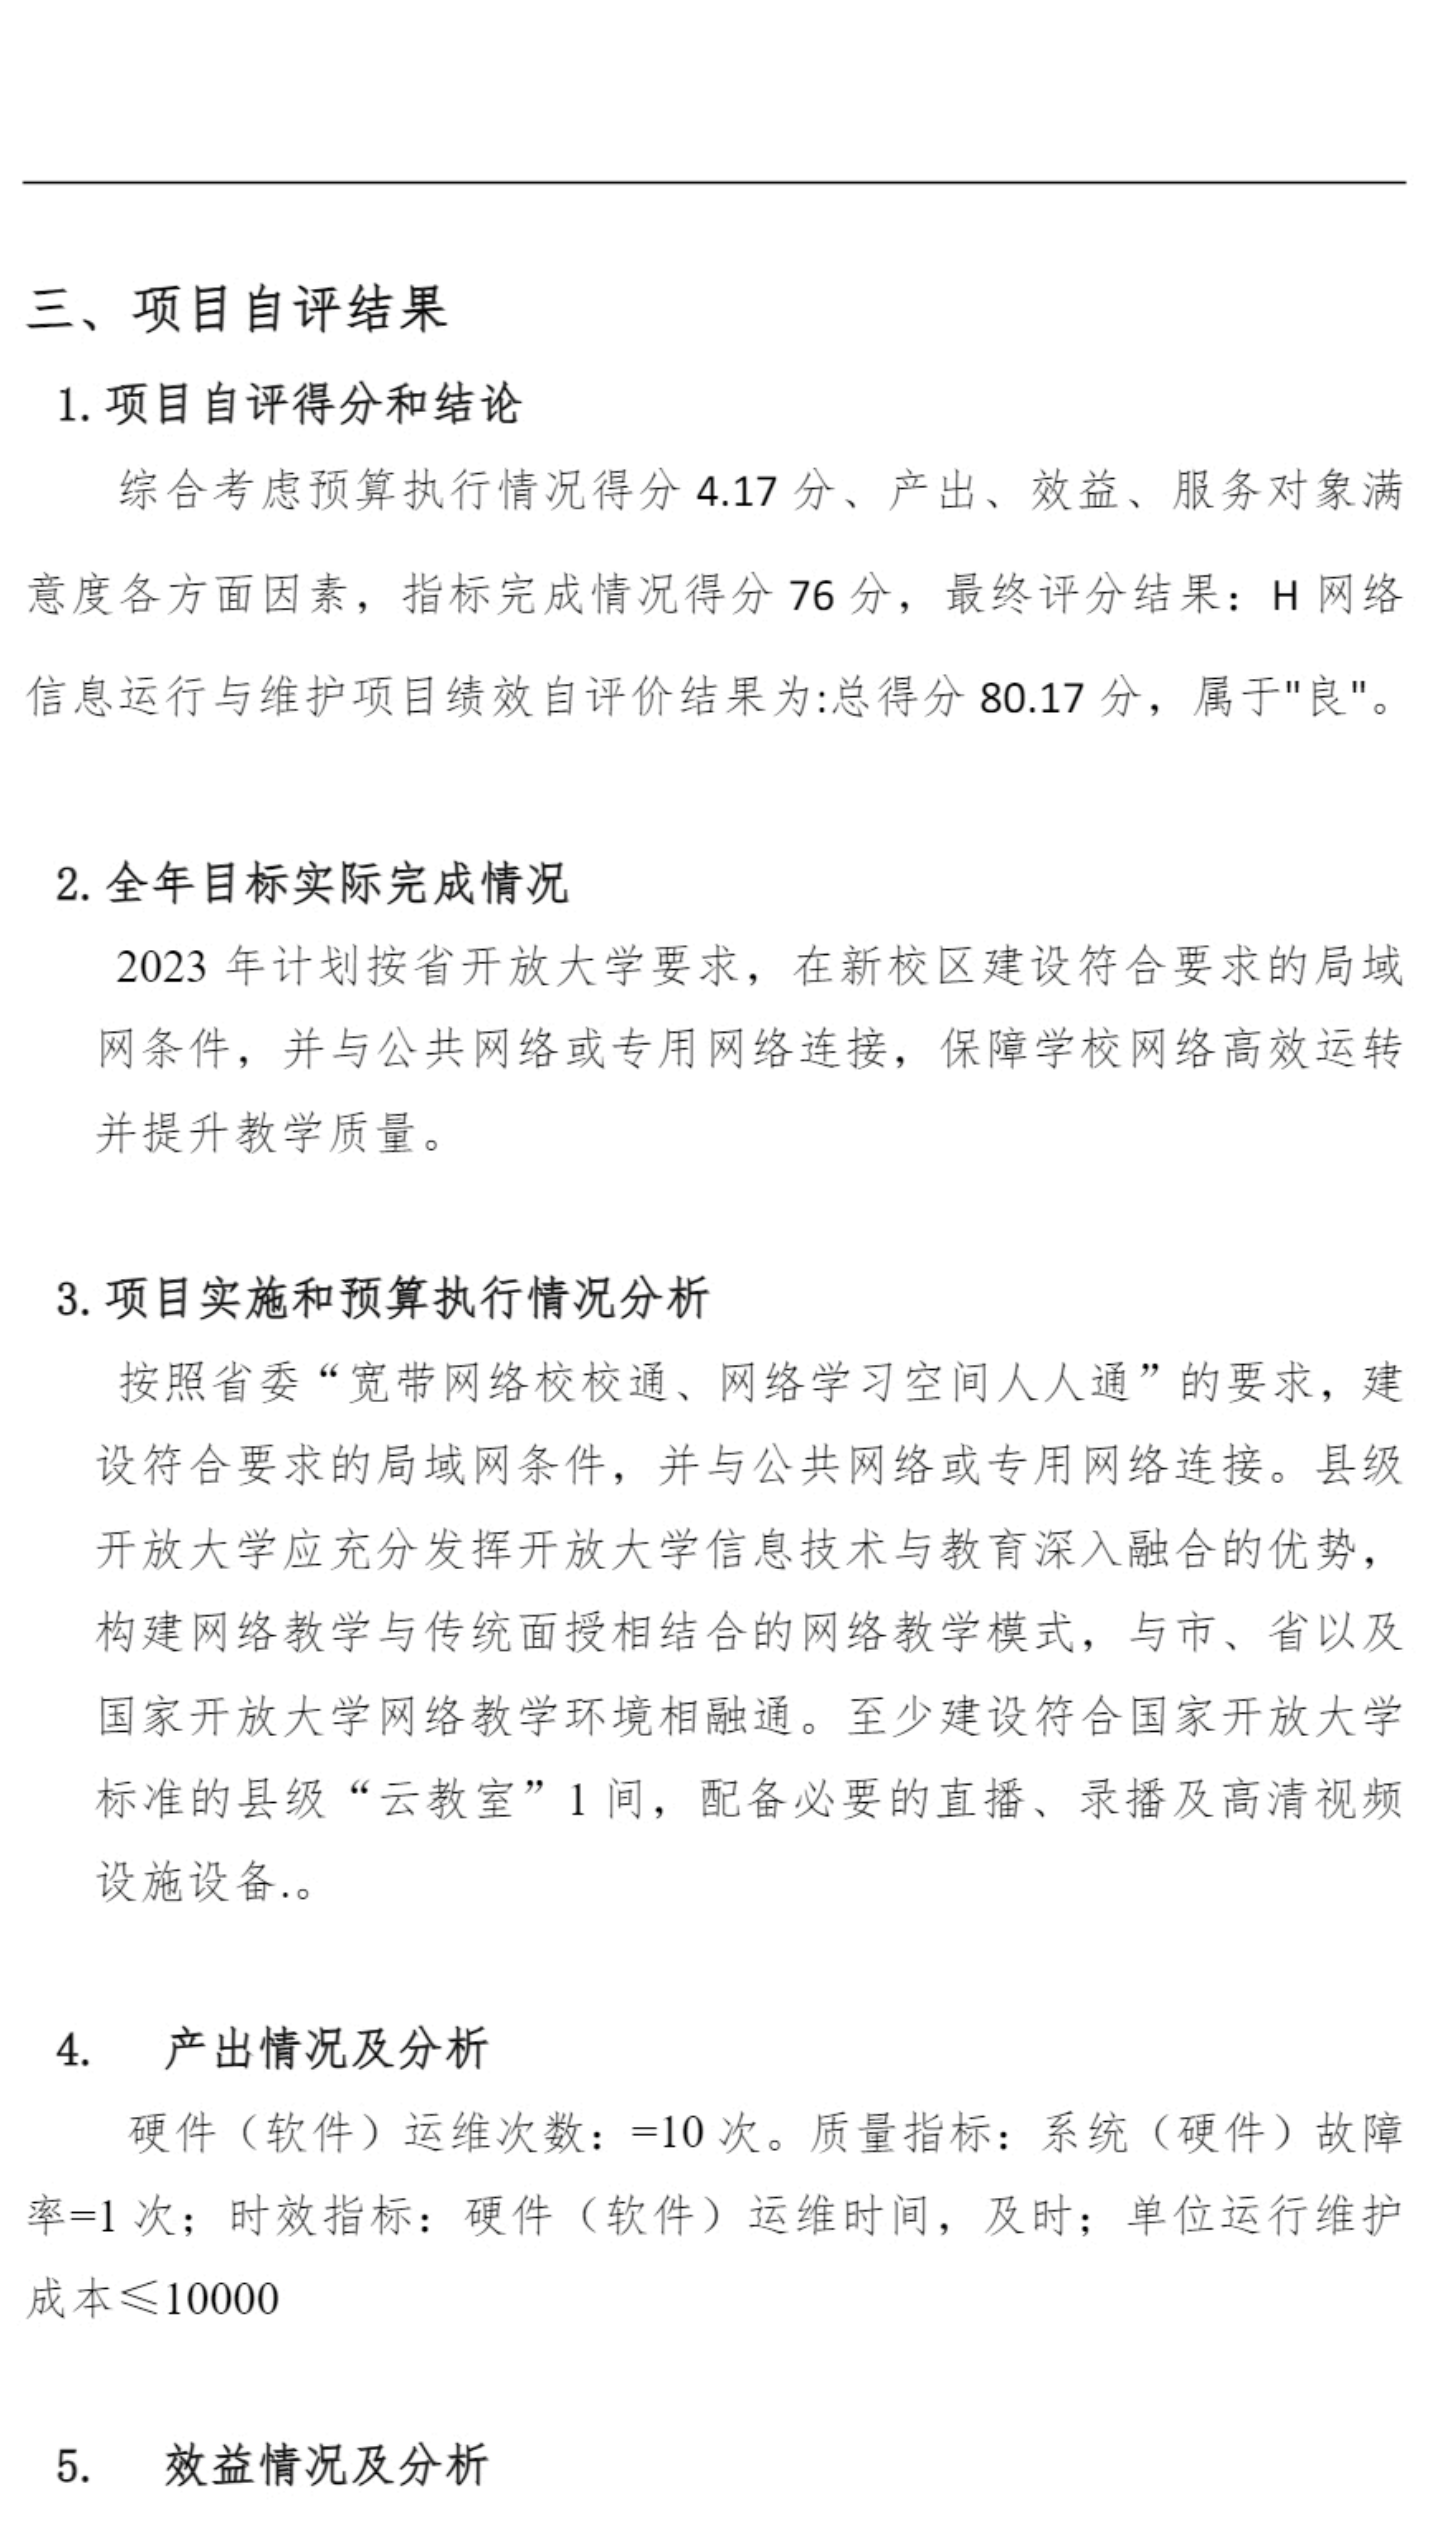 三、项目自评结果
1.项目自评得分和结论
综合考虑预算执行情况得分 4.17 分、产出、效益、服务对象满
意度各方面因素，指标完成情况得分 76 分，最终评分结果：H 网络
信息运行与维护项目绩效自评价结果为:总得分 80.17 分，属于"良"。
2.全年目标实际完成情况
2023 年计划按省开放大学要求，在新校区建设符合要求的局域
网条件，并与公共网络或专用网络连接，保障学校网络高效运转
并提升教学质量。
3.项目实施和预算执行情况分析
按照省委“宽带网络校校通、网络学习空间人人通”的要求，建
设符合要求的局域网条件，并与公共网络或专用网络连接。县级
开放大学应充分发挥开放大学信息技术与教育深入融合的优势，
构建网络教学与传统面授相结合的网络教学模式，与市、省以及
国家开放大学网络教学环境相融通。至少建设符合国家开放大学
标准的县级“云教室”1 间，配备必要的直播、录播及高清视频
设施设备.。
4. 产出情况及分析
硬件（软件）运维次数：=10 次。质量指标：系统（硬件）故障
率=1 次；时效指标：硬件（软件）运维时间，及时；单位运行维护
成本≤10000
5. 效益情况及分析